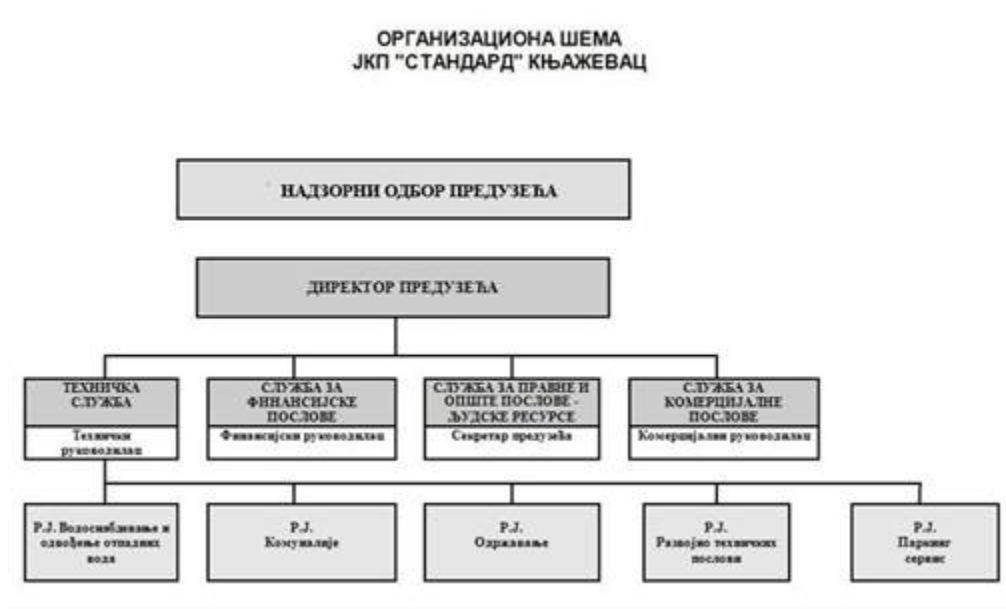 ОРГАНИЗАЦИОНА ШЕМА
ЈКП "СТАНДАРД" КЊАЖЕВАЦ
НАДЗОРНИ ОДБОР ПРЕДУЗЕЋА
ДИРЕКТОР ПРЕДУЗЕЋА
ТЕХНИЧКА
СЛУЖБА
Технички
руководилац
СЛУЖБА ЗА
ФИНАНСИЈСКЕ
ПОСЛОВЕ
Финансијски руководилац
СЛУЖБА ЗА ПРАВНЕ И
ОПШТЕ ПОСЛОВЕ -
ЉУДСКЕ РЕСУРСЕ
Секретар предузећа
СЛУЖБА ЗА
КОМЕРЦИЈАЛНЕ
ПОСЛОВЕ
Комерцијални руководилац
Р.Ј. Водоснабдевање и
одвођење отпадних
вода
Р.Ј.
Комуналије
Р.Ј.
Одржавање
Р.Ј.
Развојно техничких
послови
Р.Ј.
Паркинг
сервис